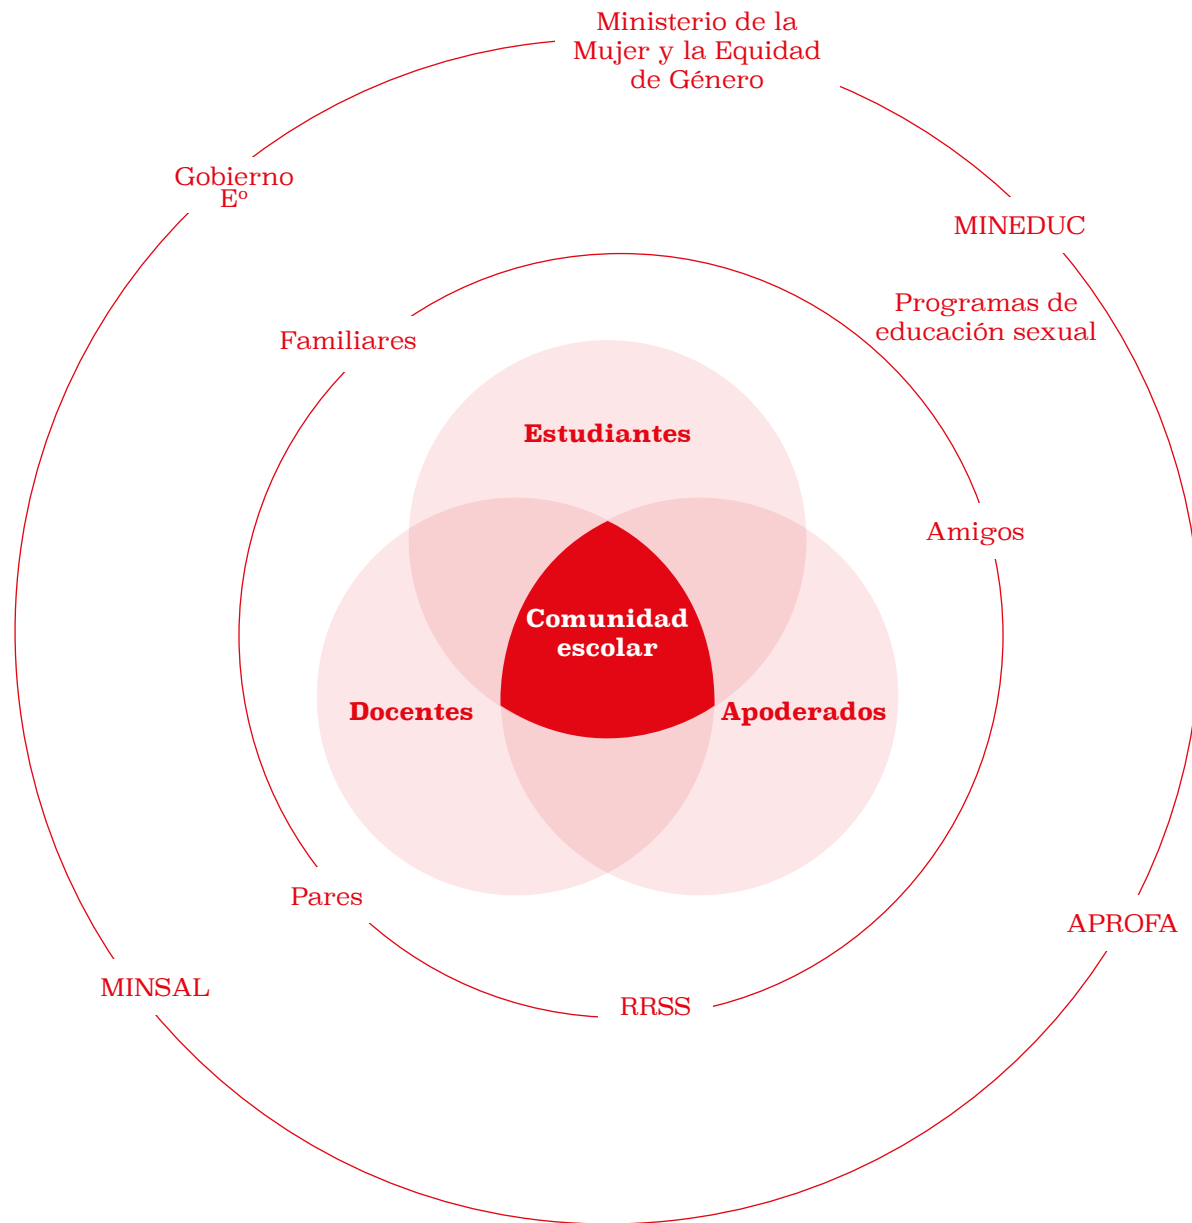 Ministerio de la
Mujer y la Equidad
de Género
Gobierno
Eº
MINEDUC
Programas de
educación sexual
Familiares
Estudiantes
Amigos
Comunidad
escolar
Docentes
Apoderados
Pares
APROFA
MINSAL
RRSS